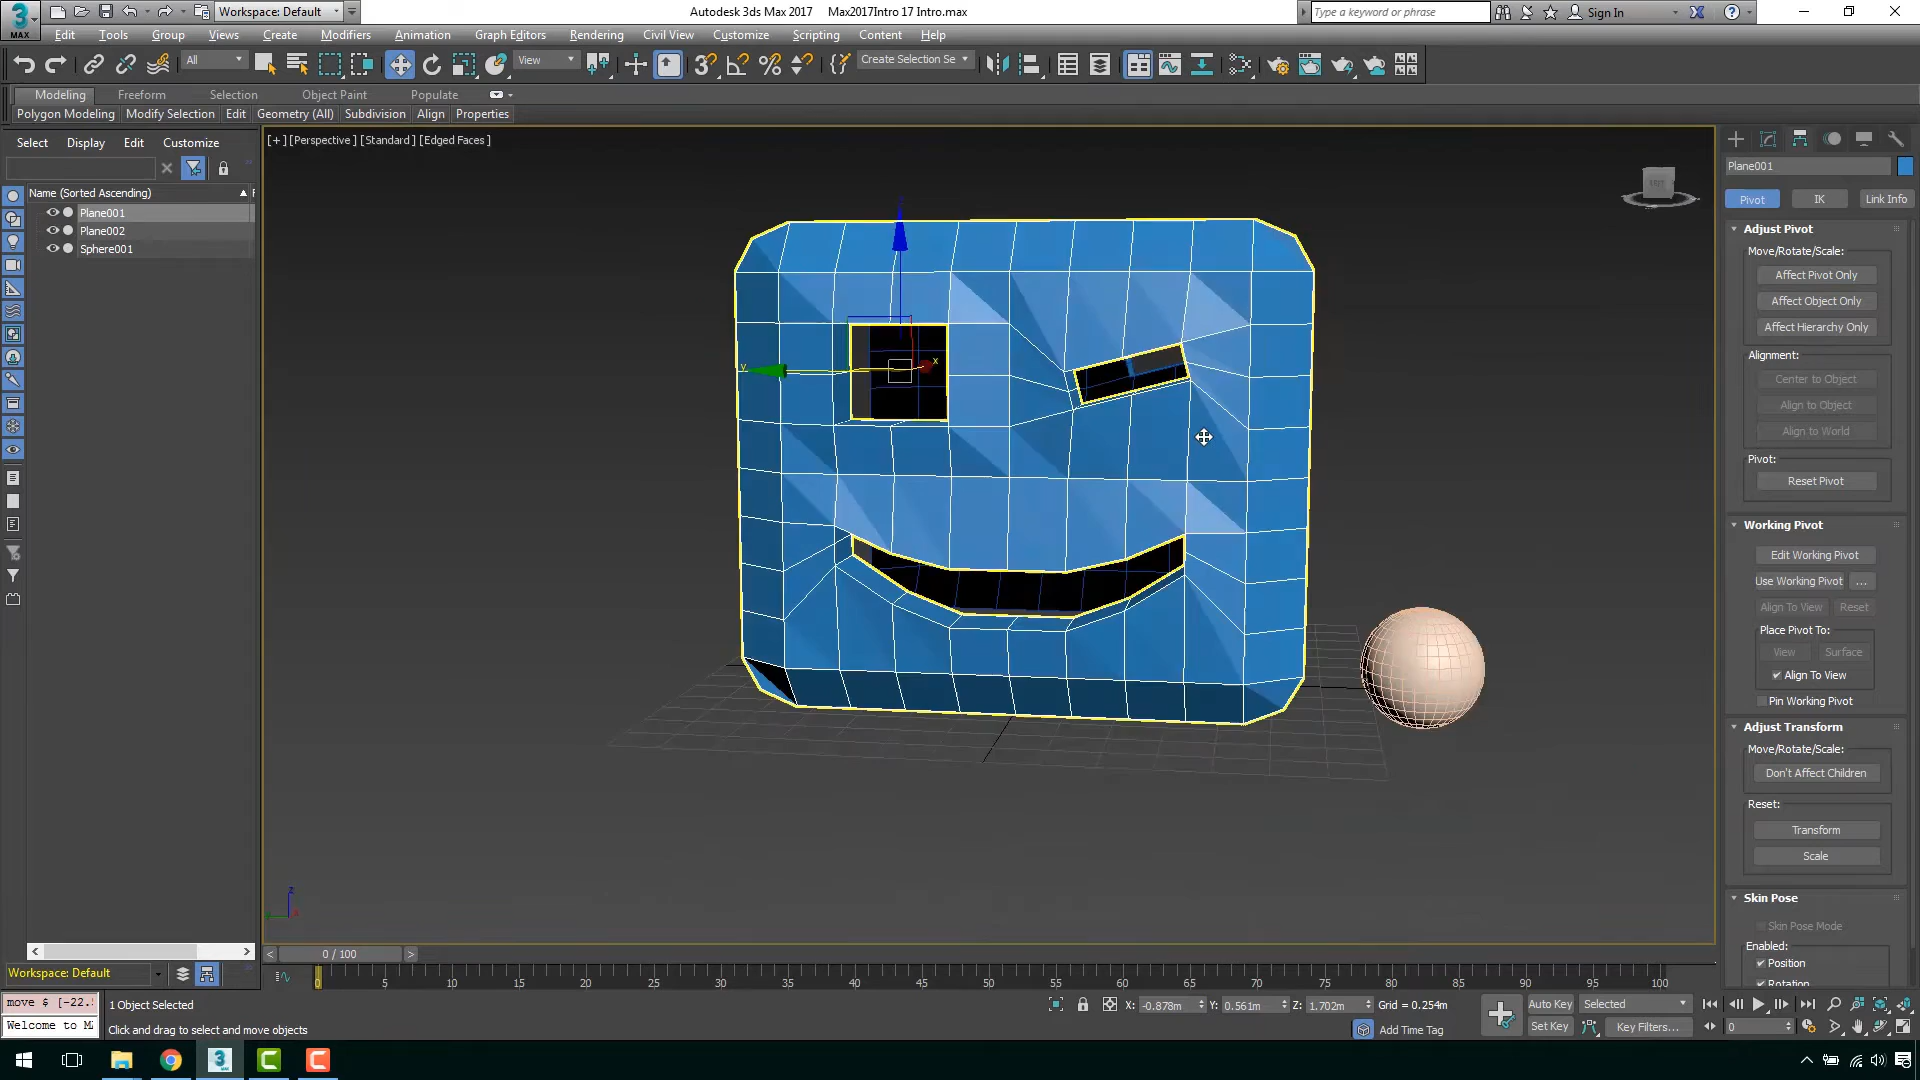 3 MAX
Workspace: Default
Autodesk 3ds Max 2017 Max2017Intro 17 Intro.max
Type a keyword or phrase
Sign In
Edit Tools Group Views Create Modifiers Animation Graph Editors Rendering Civil View Customize Scripting Content Help
All
View
Create Selection Se
Modeling Freeform Selection Object Paint Populate
Polygon Modeling Modify Selection Edit Geometry (All) Subdivision Align Properties
Select Display Edit Customize
Name (Sorted Ascending)
Plane001
Plane002
Sphere001
[+] [Perspective] [Standard] [Edged Faces]
Plane001
Pivot IK Link Info
Adjust Pivot
Move/Rotate/Scale:
Affect Pivot Only
Affect Object Only
Affect Hierarchy Only
Alignment:
Center to Object
Align to Object
Align to World
Pivot:
Reset Pivot
Working Pivot
Edit Working Pivot
Use Working Pivot ...
Align To View Reset
Place Pivot To:
View Surface
Align To View
Pin Working Pivot
Adjust Transform
Move/Rotate/Scale:
Don't Affect Children
Reset:
Transform
Scale
Skin Pose
Skin Pose Mode
Enabled:
Position
Rotation
y
x
z
0 / 100
Workspace: Default
0 5 10 15 20 25 30 35 40 45 50 55 60 65 70 75 80 85 90 95 100
move $ [-22.
Welcome to M
1 Object Selected
Click and drag to select and move objects
X: -0.878m Y: 0.561m Z: 1.702m Grid = 0.254m
Add Time Tag
Auto Key Selected
Set Key Key Filters...
0